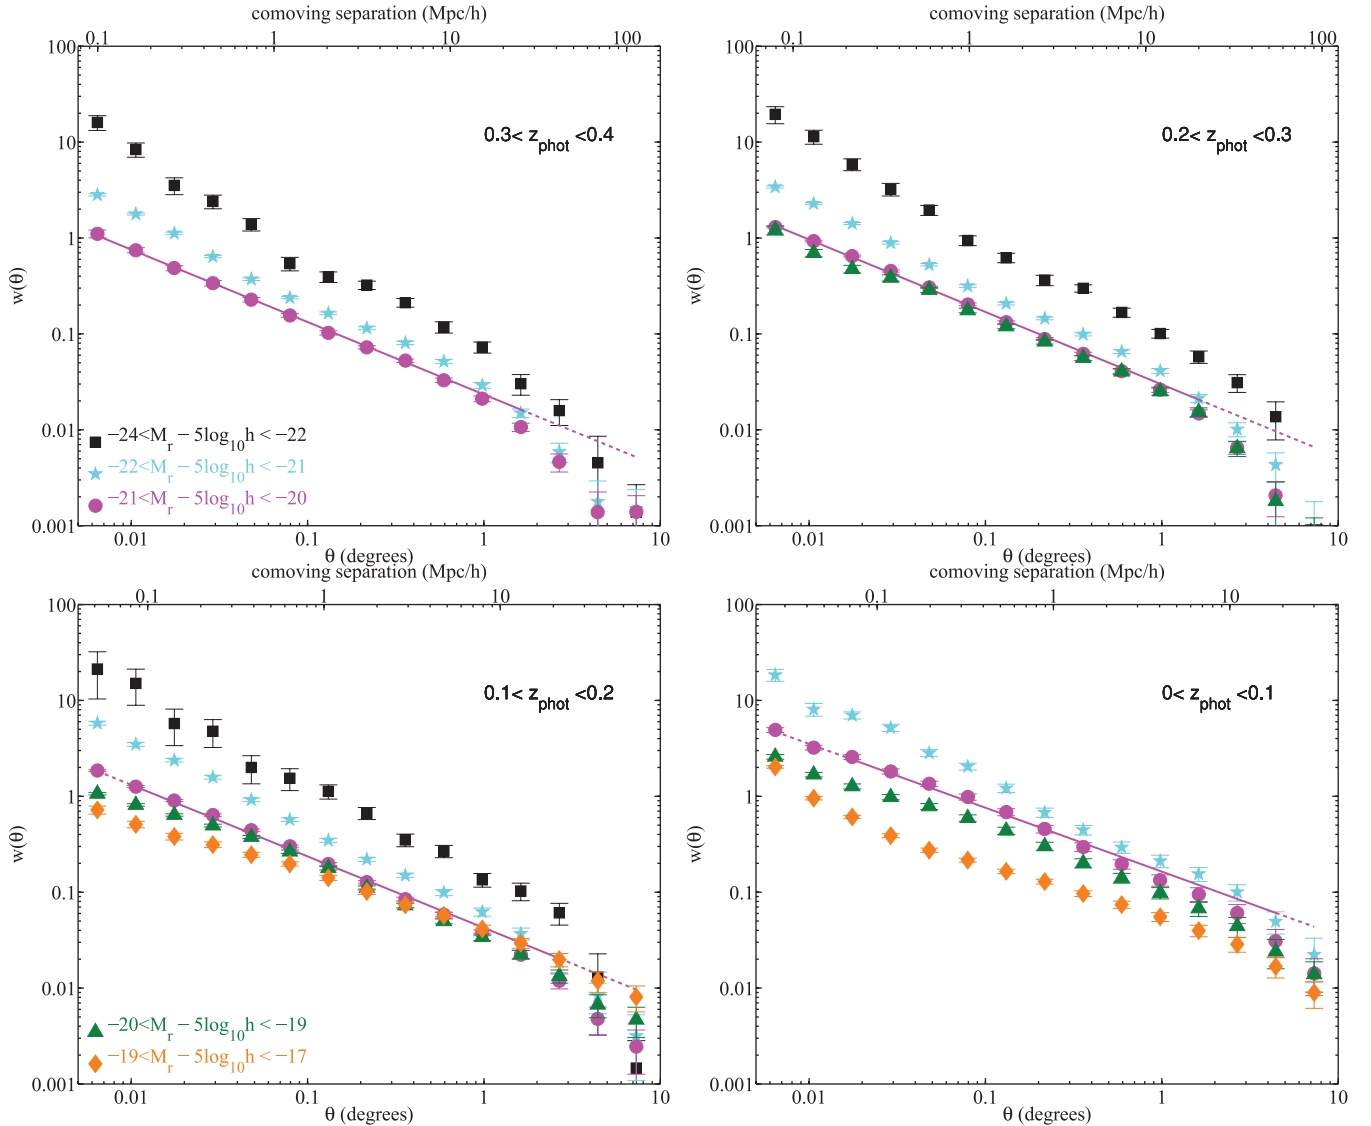 comoving separation (Mpc/h)
0.1 1 10 100
100
10
1
0.1
0.01
0.001
w(θ)
0.3< z_phot <0.4
−24<M_r − 5log_10 h < −22
−22<M_r − 5log_10 h < −21
−21<M_r − 5log_10 h < −20
0.01 0.1 1 10
θ (degrees)
comoving separation (Mpc/h)
0.1 1 10 100
100
10
1
0.1
0.01
0.001
w(θ)
0.2< z_phot <0.3
0.01 0.1 1 10
θ (degrees)
comoving separation (Mpc/h)
0.1 1 10
100
10
1
0.1
0.01
0.001
w(θ)
0.1< z_phot <0.2
−20<M_r − 5log_10 h < −19
−19<M_r − 5log_10 h < −17
0.01 0.1 1 10
θ (degrees)
comoving separation (Mpc/h)
0.1 1 10
100
10
1
0.1
0.01
0.001
w(θ)
0< z_phot <0.1
0.01 0.1 1 10
θ (degrees)